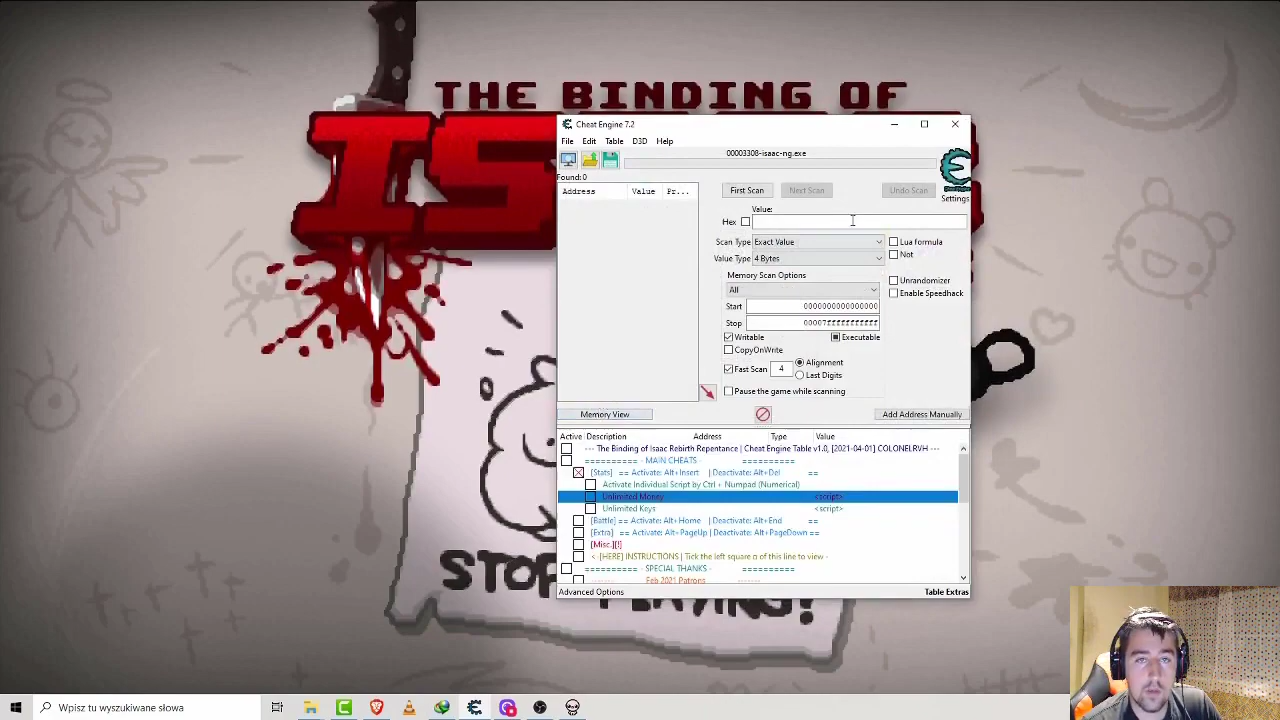 THE BINDING OF
IS
Cheat Engine 7.2
File Edit Table D3D Help
00003308-isaac-ng.exe
Found:0
Address Value Pr...
First Scan Next Scan Undo Scan
Settings
Value:
Hex
Scan Type Exact Value
Lua formula
Not
Value Type 4 Bytes
Memory Scan Options
All
Unrandomizer
Enable Speedhack
Start 0000000000000000
Stop 00007fffffffffff
Writable Executable
CopyOnWrite
Fast Scan 4 Alignment
Last Digits
Pause the game while scanning
Memory View Add Address Manually
Active Description Address Type Value
--- The Binding of Isaac Rebirth Repentance | Cheat Engine Table v1.0, [2021-04-01] COLONELRVH ---
========== · MAIN CHEATS · ==========
[Stats] == Activate: Alt+Insert | Deactivate: Alt+Del ==
Activate Individual Script by Ctrl + Numpad (Numerical)
Unlimited Money <script>
Unlimited Keys <script>
[Battle] == Activate: Alt+Home | Deactivate: Alt+End ==
[Extra] == Activate: Alt+PageUp | Deactivate: Alt+PageDown ==
[Misc.][!]
<-[HERE] INSTRUCTIONS | Tick the left square ¤ of this line to view -
========== · SPECIAL THANKS · ==========
Feb 2021 Patrons
Advanced Options Table Extras
STOP
Wpisz tu wyszukiwane słowa